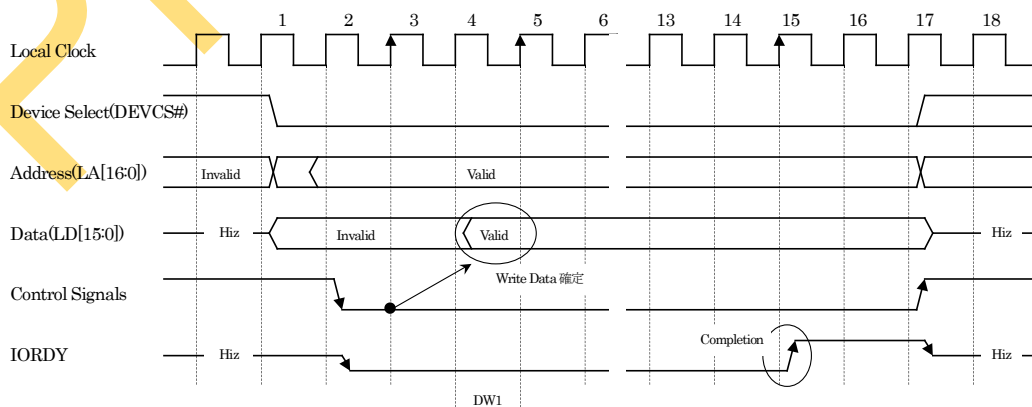 1 2 3 4 5 6 13 14 15 16 17 18
Local Clock
Device Select(DEVCS#)
Address(LA[16:0]) Invalid Valid
Data(LD[15:0]) Hiz Invalid Valid Hiz
Write Data 確定
Control Signals
Completion
IORDY Hiz Hiz
DW1